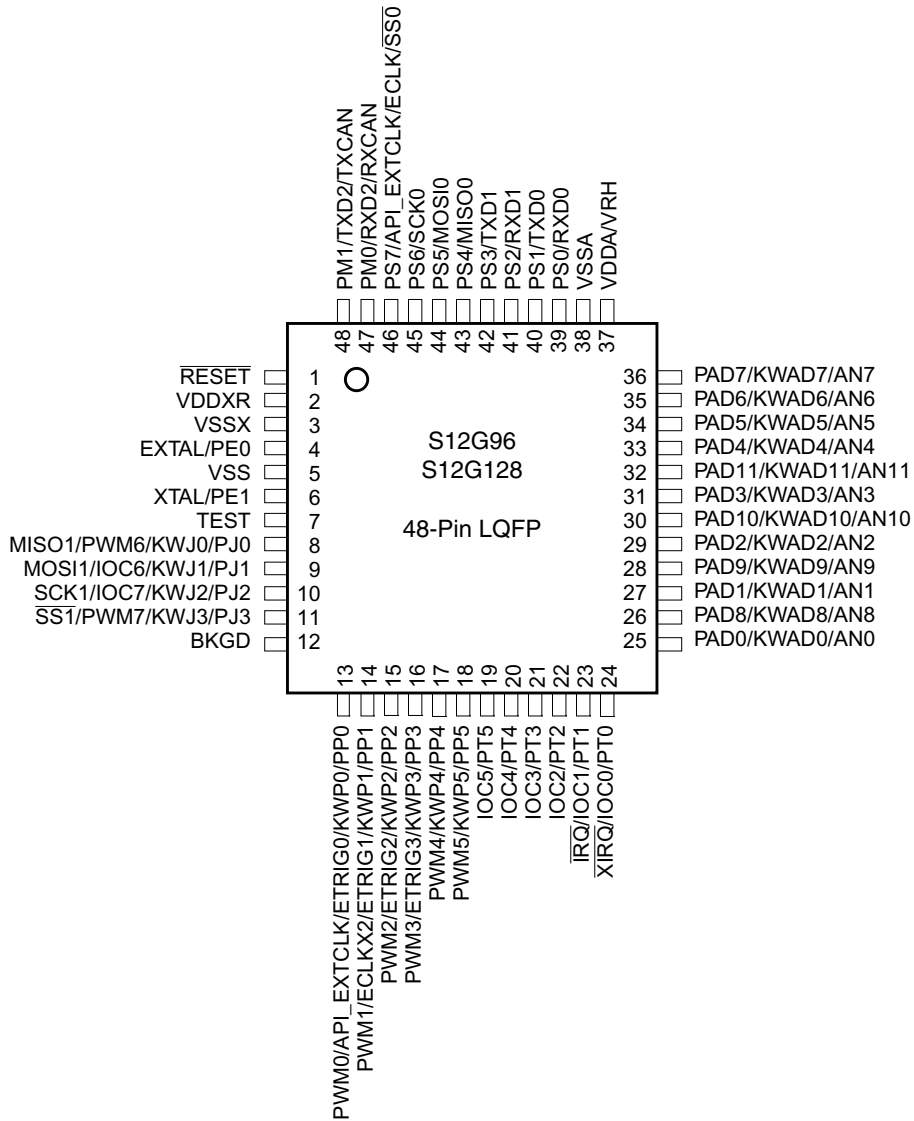 PM1/TXD2/TXCAN
PM0/RXD2/RXCAN
PS7/API_EXTCLK/ECLK/SS0
PS6/SCK0
PS5/MOSI0
PS4/MISO0
PS3/TXD1
PS2/RXD1
PS1/TXD0
PS0/RXD0
VSSA
VDDA/VRH
48
47
46
45
44
43
42
41
40
39
38
37
RESET 1
VDDXR 2
VSSX 3
EXTAL/PE0 4
VSS 5
XTAL/PE1 6
TEST 7
MISO1/PWM6/KWJ0/PJ0 8
MOSI1/IOC6/KWJ1/PJ1 9
SCK1/IOC7/KWJ2/PJ2 10
SS1/PWM7/KWJ3/PJ3 11
BKGD 12
S12G96
S12G128
48-Pin LQFP
36 PAD7/KWAD7/AN7
35 PAD6/KWAD6/AN6
34 PAD5/KWAD5/AN5
33 PAD4/KWAD4/AN4
32 PAD11/KWAD11/AN11
31 PAD3/KWAD3/AN3
30 PAD10/KWAD10/AN10
29 PAD2/KWAD2/AN2
28 PAD9/KWAD9/AN9
27 PAD1/KWAD1/AN1
26 PAD8/KWAD8/AN8
25 PAD0/KWAD0/AN0
13
14
15
16
17
18
19
20
21
22
23
24
PWM0/API_EXTCLK/ETRIG0/KWP0/PP0
PWM1/ECLKX2/ETRIG1/KWP1/PP1
PWM2/ETRIG2/KWP2/PP2
PWM3/ETRIG3/KWP3/PP3
PWM4/KWP4/PP4
PWM5/KWP5/PP5
IOC5/PT5
IOC4/PT4
IOC3/PT3
IOC2/PT2
IRQ/IOC1/PT1
XIRQ/IOC0/PT0